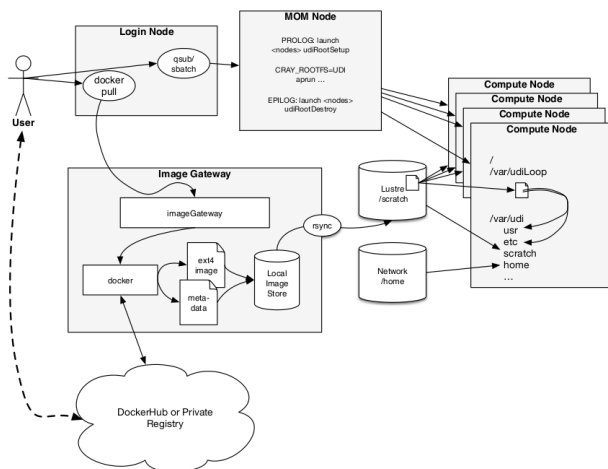 Login Node
qsub/
sbatch
docker
pull
User
MOM Node
PROLOG: launch
<nodes> udiRootSetup
CRAY_ROOTFS=UDI
aprun ...
EPILOG: launch <nodes>
udiRootDestroy
Compute Node
Compute Node
Compute Node
Compute Node
/
/var/udiLoop
/var/udi
usr
etc
scratch
home
...
Image Gateway
imageGateway
docker
ext4
image
meta-
data
Local
Image
Store
rsync
Lustre
/scratch
Network
/home
DockerHub or Private
Registry